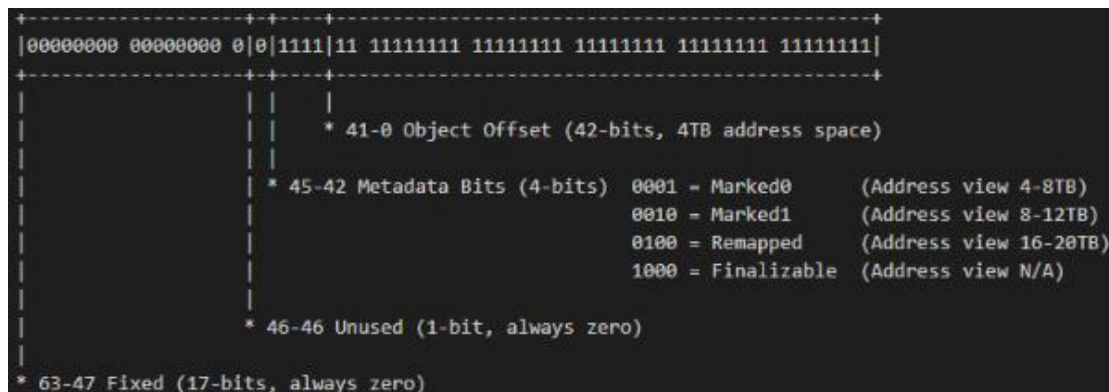 |00000000 00000000 0|0|1111|11 11111111 11111111 11111111 11111111 11111111|
* 41-0 Object Offset (42-bits, 4TB address space)
* 45-42 Metadata Bits (4-bits) 0001 = Marked0 (Address view 4-8TB)
0010 = Marked1 (Address view 8-12TB)
0100 = Remapped (Address view 16-20TB)
1000 = Finalizable (Address view N/A)
* 46-46 Unused (1-bit, always zero)
* 63-47 Fixed (17-bits, always zero)